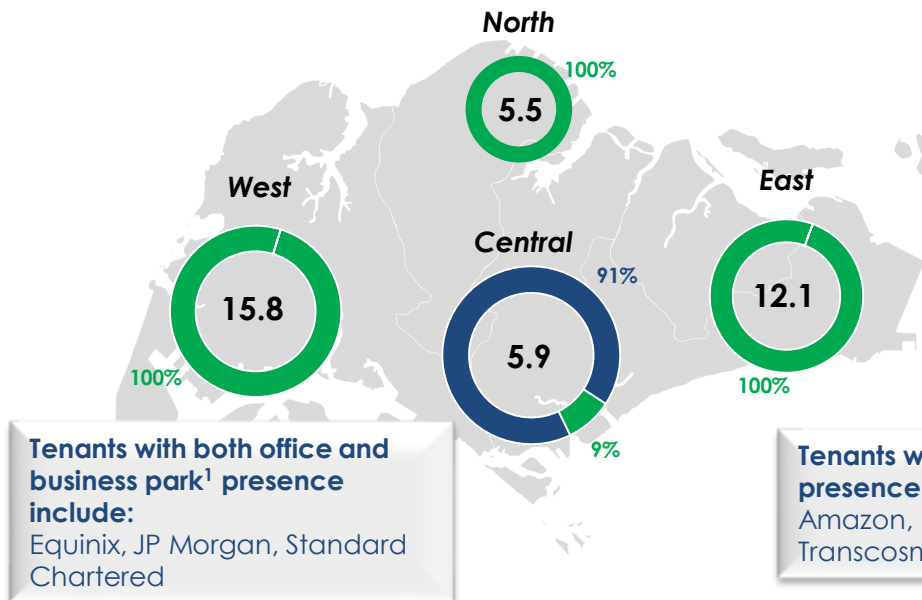 North
100%
5.5
West
East
Central
91%
15.8
12.1
5.9
100%
100%
9%
Tenants with both office and
business park¹ presence
include:
Equinix, JP Morgan, Standard
Chartered
Tenants
presence
Amazon,